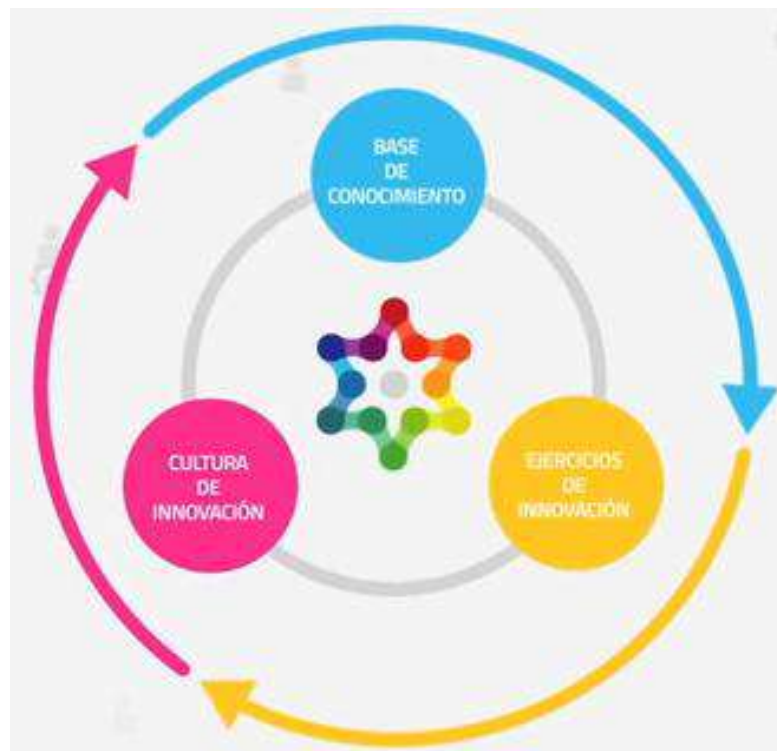 BASE
DE
CONOCIMIENTO
CULTURA
DE
INNOVACIÓN
EJERCICIOS
DE
INNOVACIÓN